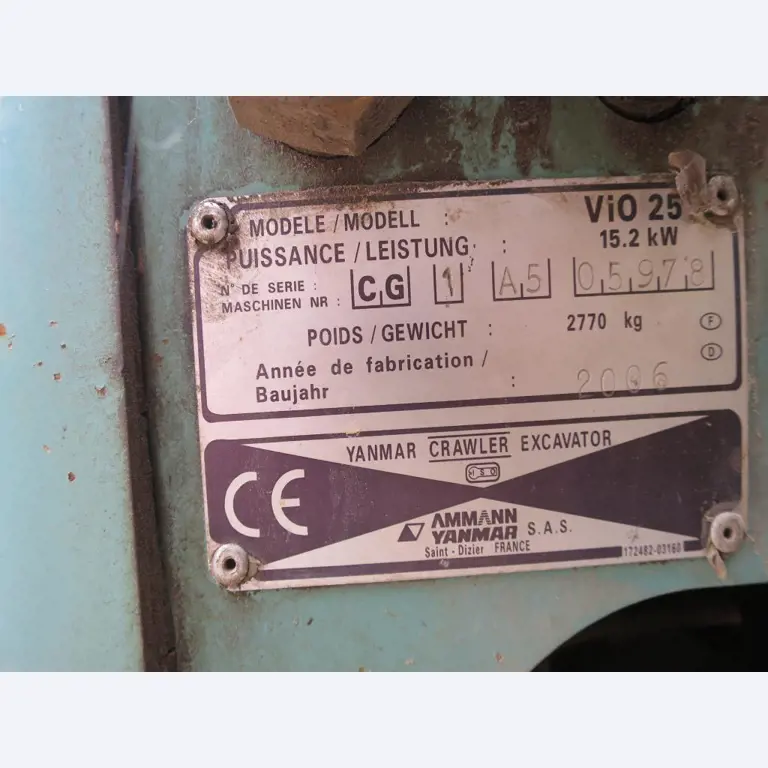 MODELE / MODELL : ViO 25
PUISSANCE / LEISTUNG : 15.2 kW
N° DE SERIE :
MASCHINEN NR : CG 1 A5 05978
POIDS / GEWICHT : 2770 kg F
Année de fabrication / D
Baujahr : 2006
YANMAR CRAWLER EXCAVATOR
CE
AMMANN
YANMAR S.A.S.
Saint - Dizier FRANCE
172482-03160